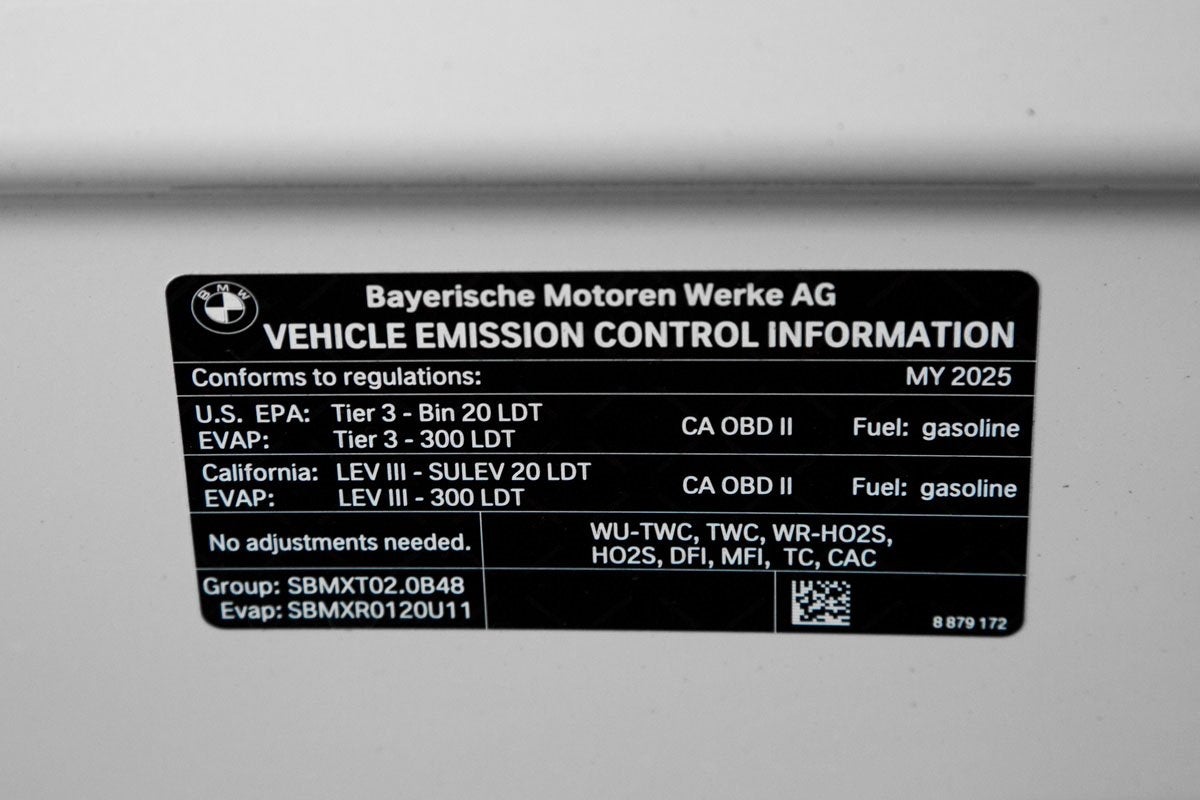 BMW
Bayerische Motoren Werke AG
VEHICLE EMISSION CONTROL INFORMATION
Conforms to regulations: MY 2025
U.S. EPA: Tier 3 - Bin 20 LDT CA OBD II Fuel: gasoline
EVAP: Tier 3 - 300 LDT
California: LEV III - SULEV 20 LDT CA OBD II Fuel: gasoline
EVAP: LEV III - 300 LDT
No adjustments needed.
WU-TWC, TWC, WR-HO2S,
HO2S, DFI, MFI, TC, CAC
Group: SBMXT02.0B48
Evap: SBMXR0120U11
8 879 172